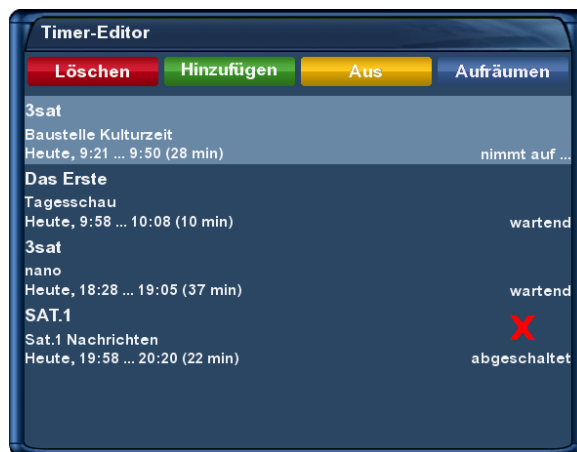 Timer-Editor
Löschen Hinzufügen Aus Aufräumen
3sat
Baustelle Kulturzeit
Heute, 9:21 ... 9:50 (28 min) nimmt auf ...
Das Erste
Tagesschau
Heute, 9:58 ... 10:08 (10 min) wartend
3sat
nano
Heute, 18:28 ... 19:05 (37 min) wartend
SAT.1 X
Sat.1 Nachrichten
Heute, 19:58 ... 20:20 (22 min) abgeschaltet